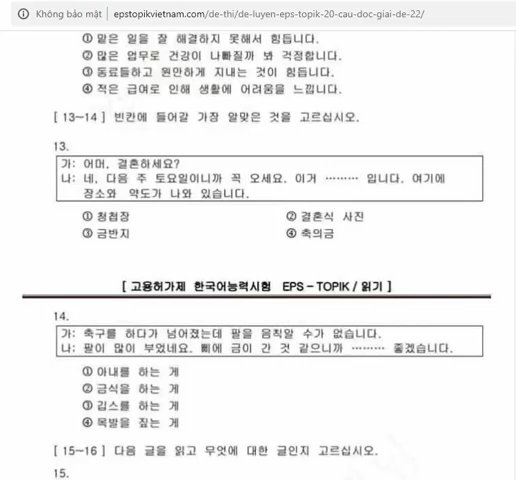 Không bảo mật | epstopikvietnam.com/de-thi/de-luyen-eps-topik-20-cau-doc-giai-de-22/
① 맡은 일을 잘 해결하지 못해서 힘듭니다.
② 많은 업무로 건강이 나빠질까 봐 걱정합니다.
③ 동료들하고 원만하게 지내는 것이 힘듭니다.
④ 적은 급여로 인해 생활에 어려움을 느낍니다.
[ 13~14 ] 빈칸에 들어갈 가장 알맞은 것을 고르십시오.
13.
가: 어머, 결혼하세요?
나: 네, 다음 주 토요일이니까 꼭 오세요. 이거 ……… 입니다. 여기에
장소와 약도가 나와 있습니다.
① 청첩장 ② 결혼식 사진
③ 금반지 ④ 축의금
[ 고용허가제 한국어능력시험 EPS – TOPIK / 읽기 ]
14.
가: 축구를 하다가 넘어졌는데 팔을 움직일 수가 없습니다.
나: 팔이 많이 부었네요. 뼈에 금이 간 것 같으니까 ……… 좋겠습니다.
① 아내를 하는 게
② 금식을 하는 게
③ 깁스를 하는 게
④ 목발을 짚는 게
[ 15~16 ] 다음 글을 읽고 무엇에 대한 글인지 고르십시오.
15.